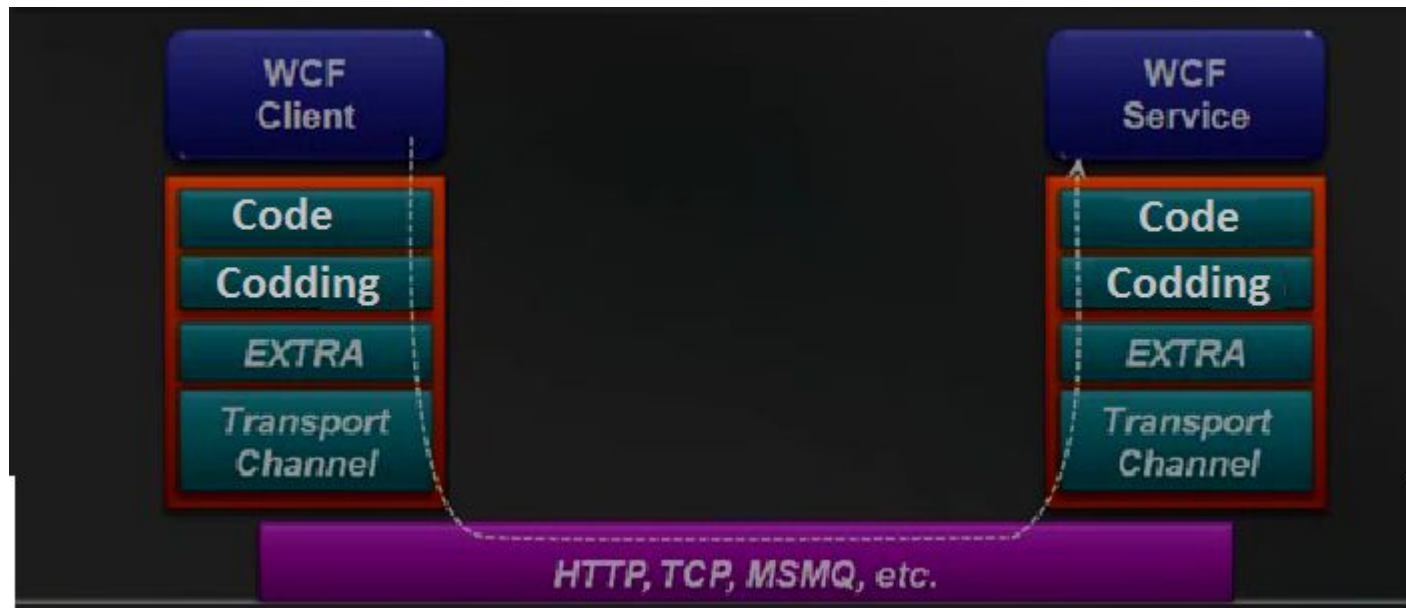 WCF
Client
Code
Codding
EXTRA
Transport
Channel
WCF
Service
Code
Codding
EXTRA
Transport
Channel
HTTP, TCP, MSMQ, etc.